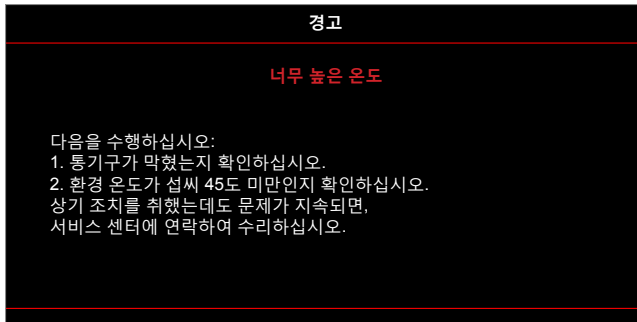 경고
너무 높은 온도
다음을 수행하십시오:
1. 통기구가 막혔는지 확인하십시오.
2. 환경 온도가 섭씨 45도 미만인지 확인하십시오.
상기 조치를 취했는데도 문제가 지속되면,
서비스 센터에 연락하여 수리하십시오.